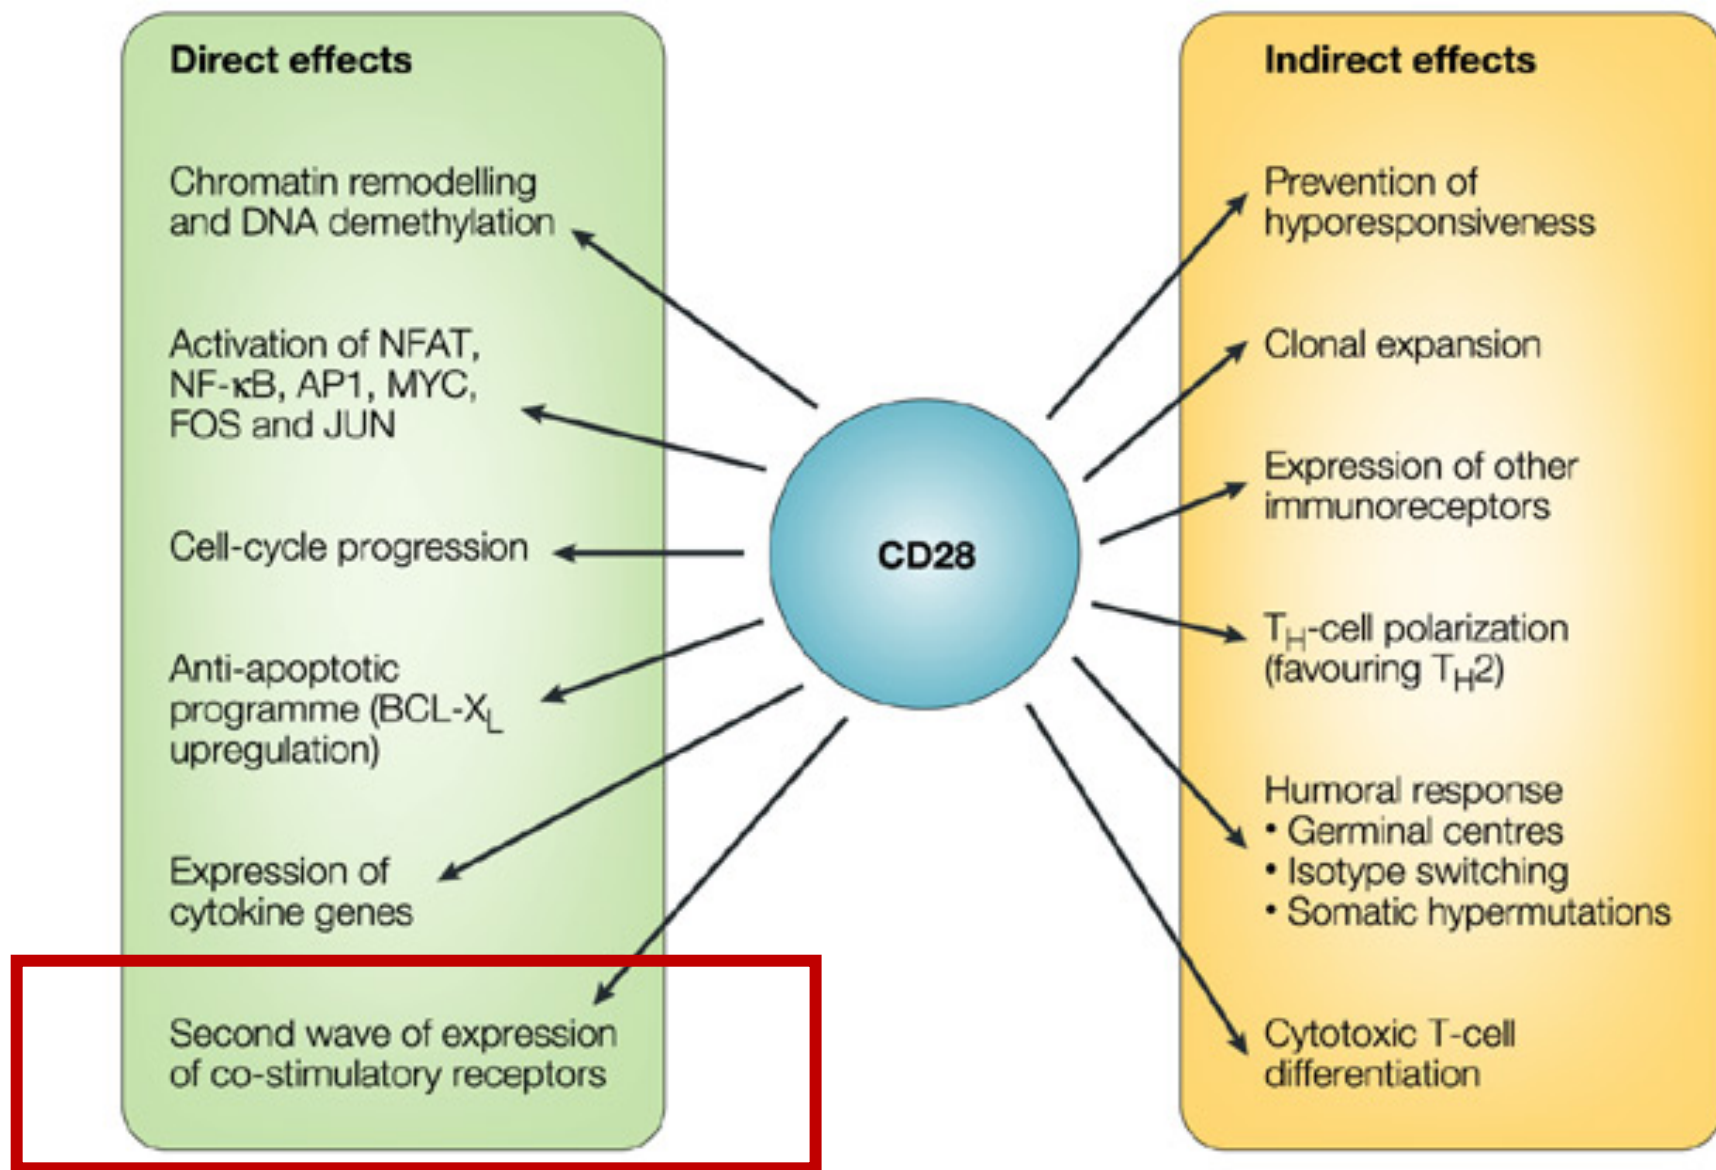 Direct effects
Chromatin remodelling
and DNA demethylation
Activation of NFAT,
NF-κB, AP1, MYC,
FOS and JUN
Cell-cycle progression
Anti-apoptotic
programme (BCL-XL
upregulation)
Expression of
cytokine genes
Second wave of expression
of co-stimulatory receptors
CD28
Indirect effects
Prevention of
hyporesponsiveness
Clonal expansion
Expression of other
immunoreceptors
TH-cell polarization
(favouring TH2)
Humoral response
• Germinal centres
• Isotype switching
• Somatic hypermutations
Cytotoxic T-cell
differentiation